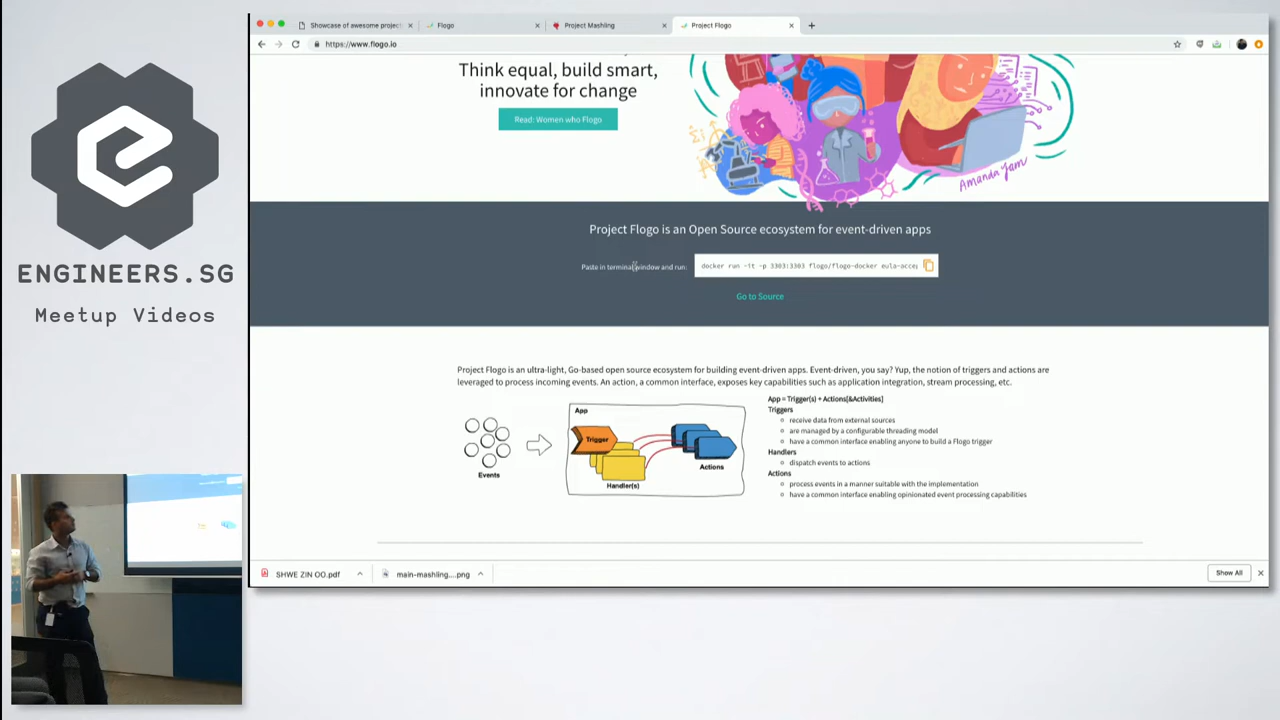 Showcase of awesome project
Flogo
Project Mashling
Project Flogo
https://www.flogo.io
Think equal, build smart,
innovate for change
Read: Women who Flogo
Amanda Jam
ENGINEERS.SG
Meetup Videos
Project Flogo is an Open Source ecosystem for event-driven apps
Paste in terminal window and run:
docker run -it -p 3303:3303 flogo/flogo-docker eula-accep
Go to Source
Project Flogo is an ultra-light, Go-based open source ecosystem for building event-driven apps. Event-driven, you say? Yup, the notion of triggers and actions are
leveraged to process incoming events. An action, a common interface, exposes key capabilities such as application integration, stream processing, etc.
App
Trigger
Events
Handler(s)
Actions
App = Trigger(s) + Actions[&Activities]
Triggers
receive data from external sources
are managed by a configurable threading model
have a common interface enabling anyone to build a Flogo trigger
Handlers
dispatch events to actions
Actions
process events in a manner suitable with the implementation
have a common interface enabling opinionated event processing capabilities
SHWE ZIN OO.pdf
main-mashling....png
Show All